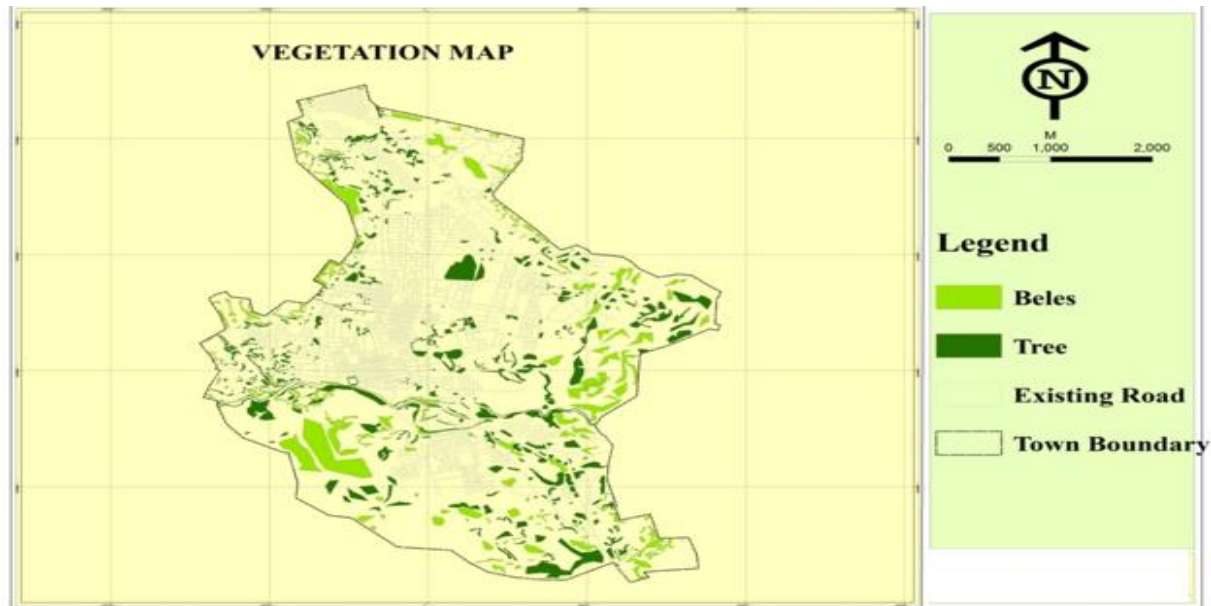 VEGETATION MAP
N
M
0 500 1,000 2,000
Legend
Beles
Tree
Existing Road
Town Boundary